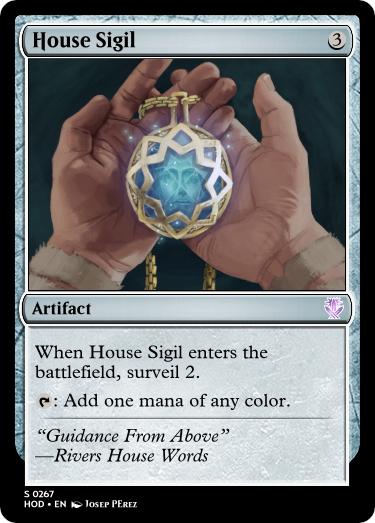 House Sigil 3
Artifact
When House Sigil enters the
battlefield, surveil 2.
: Add one mana of any color.
“Guidance From Above”
—Rivers House Words
S 0267
HOD • EN Josep PÉrez